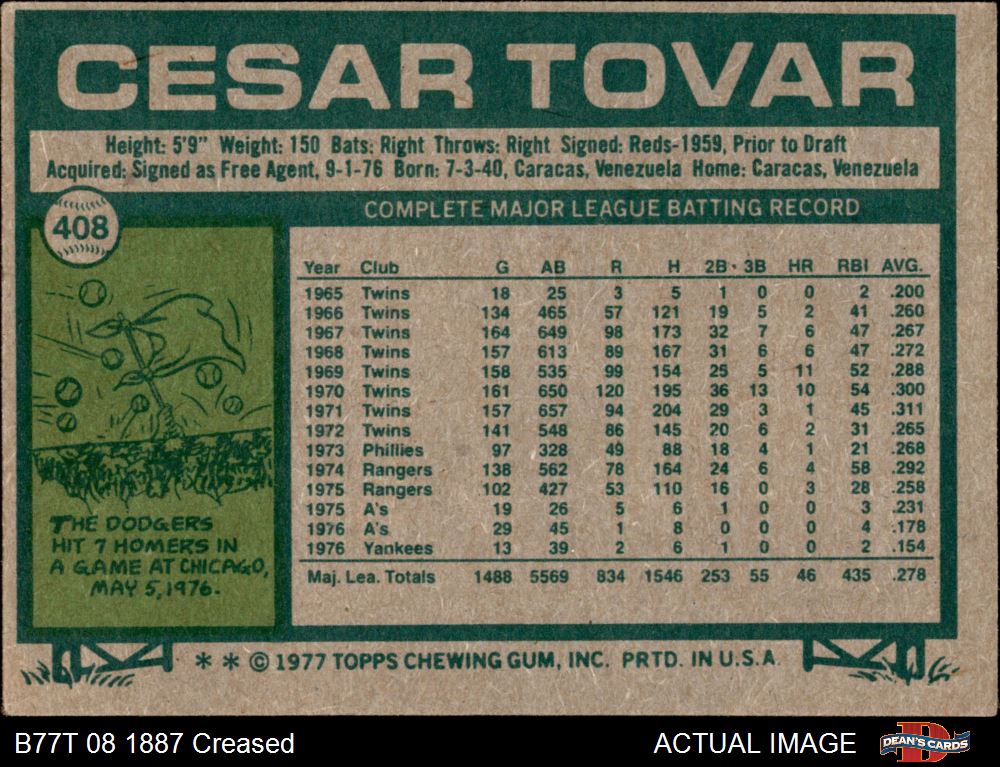 CESAR TOVAR
Height: 5'9" Weight: 150 Bats: Right Throws: Right Signed: Reds-1959, Prior to Draft
Acquired: Signed as Free Agent, 9-1-76 Born: 7-3-40, Caracas, Venezuela Home: Caracas, Venezuela
408
COMPLETE MAJOR LEAGUE BATTING RECORD
Year Club G AB R H 2B 3B HR RBI AVG.
1965 Twins 18 25 3 5 1 0 0 2 .200
1966 Twins 134 465 57 121 19 5 2 41 .260
1967 Twins 164 649 98 173 32 7 6 47 .267
1968 Twins 157 613 89 167 31 6 6 47 .272
1969 Twins 158 535 99 154 25 5 11 52 .288
1970 Twins 161 650 120 195 36 13 10 54 .300
1971 Twins 157 657 94 204 29 3 1 45 .311
1972 Twins 141 548 86 145 20 6 2 31 .265
1973 Phillies 97 328 49 88 18 4 1 21 .268
1974 Rangers 138 562 78 164 24 6 4 58 .292
1975 Rangers 102 427 53 110 16 0 3 28 .258
1975 A's 19 26 5 6 1 0 0 3 .231
1976 A's 29 45 1 8 0 0 0 4 .178
1976 Yankees 13 39 2 6 1 0 0 2 .154
Maj. Lea. Totals 1488 5569 834 1546 253 55 46 435 .278
THE DODGERS
HIT 7 HOMERS IN
A GAME AT CHICAGO,
MAY 5, 1976.
* * © 1977 TOPPS CHEWING GUM, INC. PRTD. IN U.S.A.
B77T 08 1887 Creased
ACTUAL IMAGE
DEAN'S CARDS